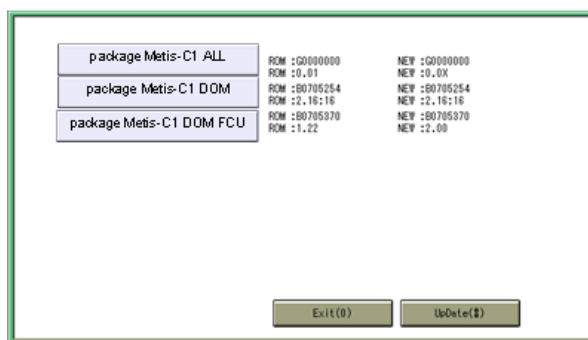 package Metis-C1 ALL
ROM :G0000000 NEW :G0000000
ROM :0.01 NEW :0.0X
package Metis-C1 DOM
ROM :B0705254 NEW :B0705254
ROM :2.16:16 NEW :2.16:16
package Metis-C1 DOM FCU
ROM :B0705370 NEW :B0705370
ROM :1.22 NEW :2.00
Exit(0)
UpDate(#)